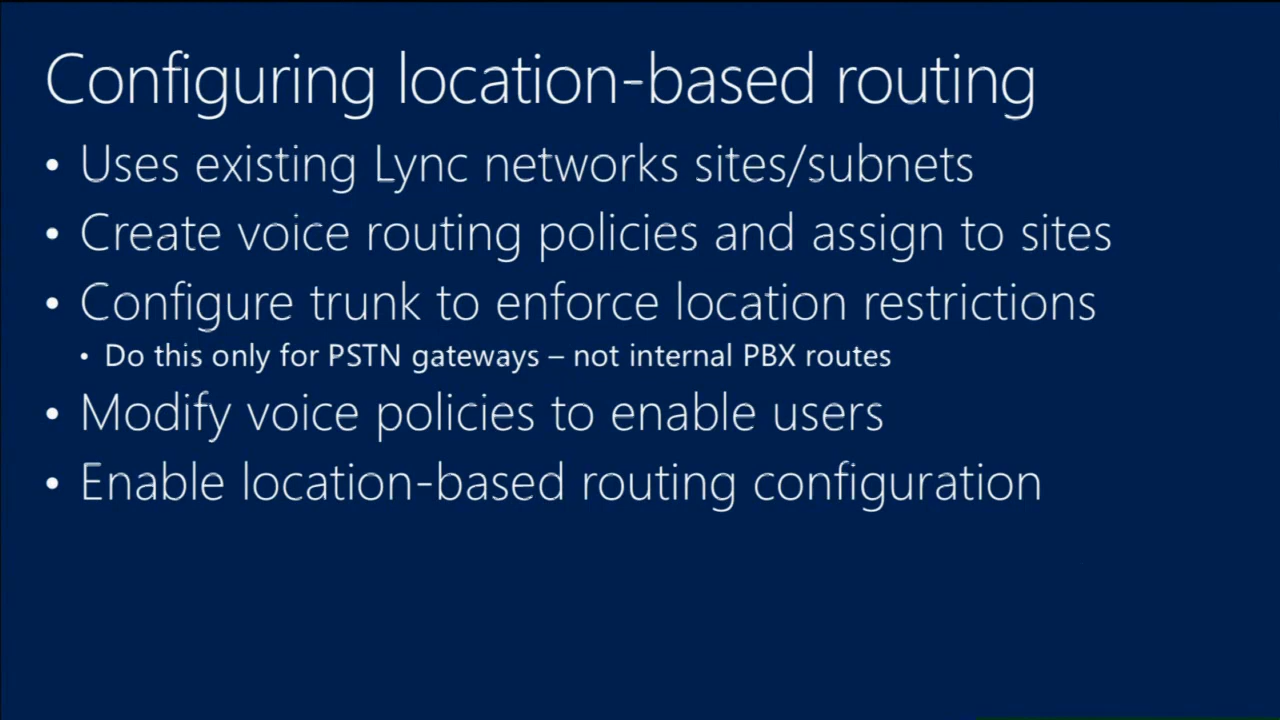 Configuring location-based routing
• Uses existing Lync networks sites/subnets
• Create voice routing policies and assign to sites
• Configure trunk to enforce location restrictions
• Do this only for PSTN gateways – not internal PBX routes
• Modify voice policies to enable users
• Enable location-based routing configuration